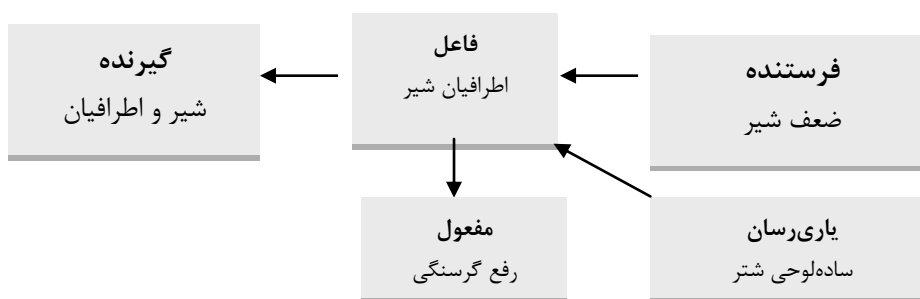 فرستنده
ضعف شیر
فاعل
اطرافیان شیر
گیرنده
شیر و اطرافیان
یاری‌رسان
ساده‌لوحی شتر
مفعول
رفع گرسنگی